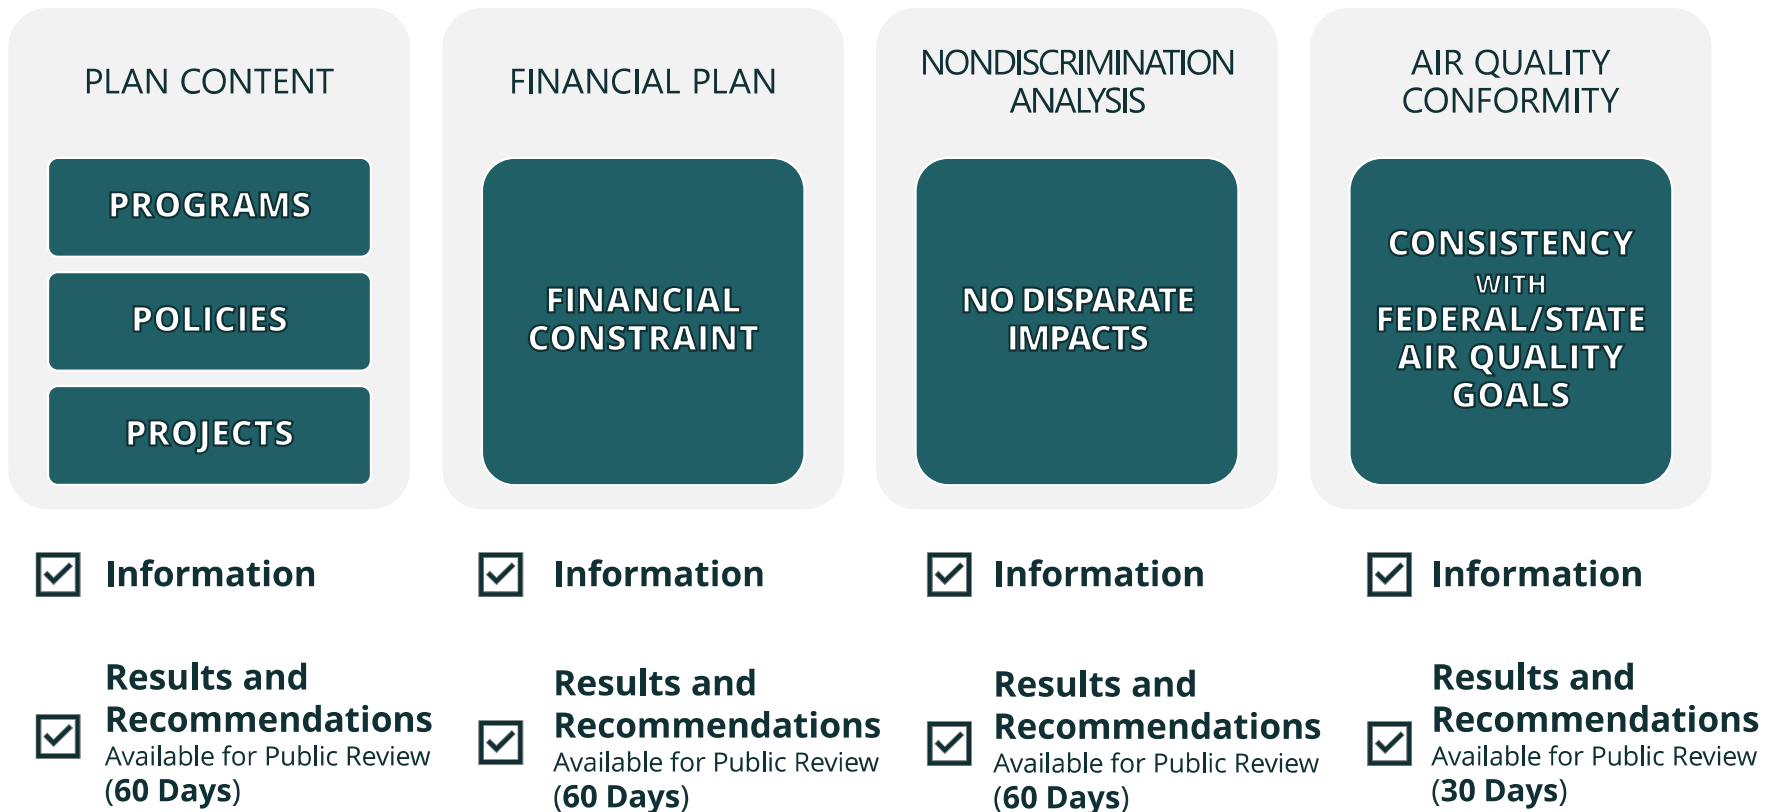 PLAN CONTENT
PROGRAMS
POLICIES
PROJECTS
Information
Results and
Recommendations
Available for Public Review
(60 Days)
FINANCIAL PLAN
FINANCIAL
CONSTRAINT
Information
Results and
Recommendations
Available for Public Review
(60 Days)
NONDISCRIMINATION
ANALYSIS
NO DISPARATE
IMPACTS
Information
Results and
Recommendations
Available for Public Review
(60 Days)
AIR QUALITY
CONFORMITY
CONSISTENCY
WITH
FEDERAL/STATE
AIR QUALITY
GOALS
Information
Results and
Recommendations
Available for Public Review
(30 Days)